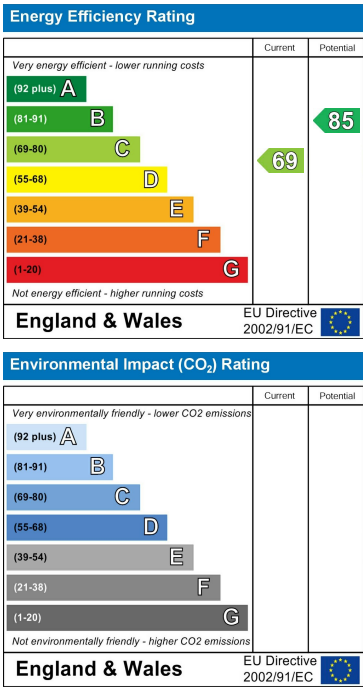 Energy Efficiency Rating
Current Potential
Very energy efficient - lower running costs
(92 plus) A
(81-91) B
(69-80) C
(55-68) D
(39-54) E
(21-38) F
(1-20) G
85
69
Not energy efficient - higher running costs
England & Wales
EU Directive
2002/91/EC
Environmental Impact (CO₂) Rating
Current Potential
Very environmentally friendly - lower CO2 emissions
(92 plus) A
(81-91) B
(69-80) C
(55-68) D
(39-54) E
(21-38) F
(1-20) G
Not environmentally friendly - higher CO2 emissions
England & Wales
EU Directive
2002/91/EC